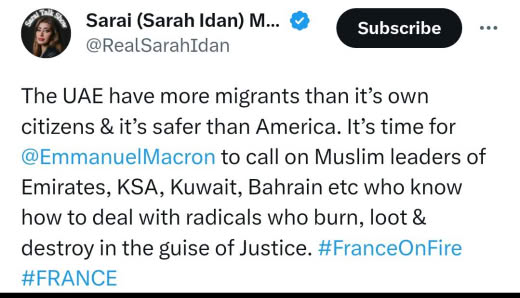 Sarai (Sarah Idan) M...
@RealSarahIdan
Subscribe
The UAE have more migrants than it's own
citizens & it's safer than America. It's time for
@EmmanuelMacron to call on Muslim leaders of
Emirates, KSA, Kuwait, Bahrain etc who know
how to deal with radicals who burn, loot &
destroy in the guise of Justice. #FranceOnFire
#FRANCE